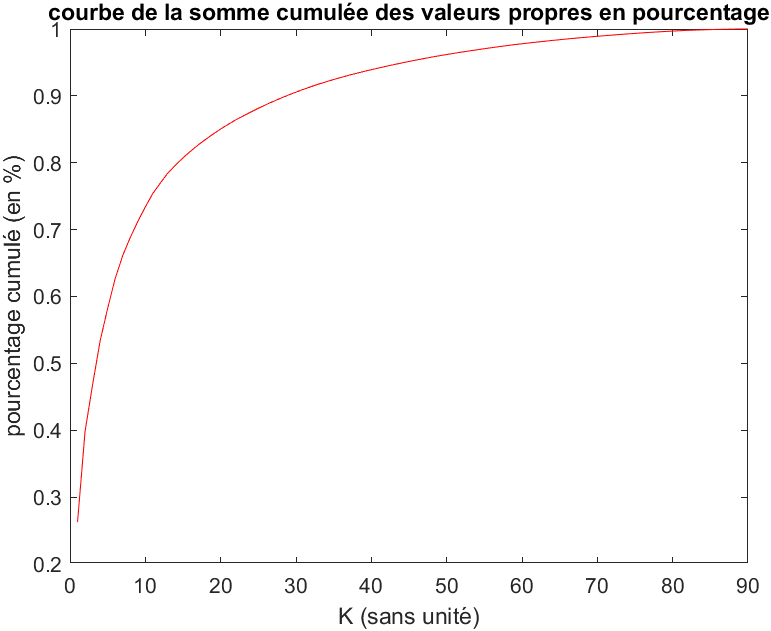 courbe de la somme cumulée des valeurs propres en pourcentage
1
0.9
0.8
0.7
0.6
0.5
0.4
0.3
0.2
pourcentage cumulé (en %)
0 10 20 30 40 50 60 70 80 90
K (sans unité)